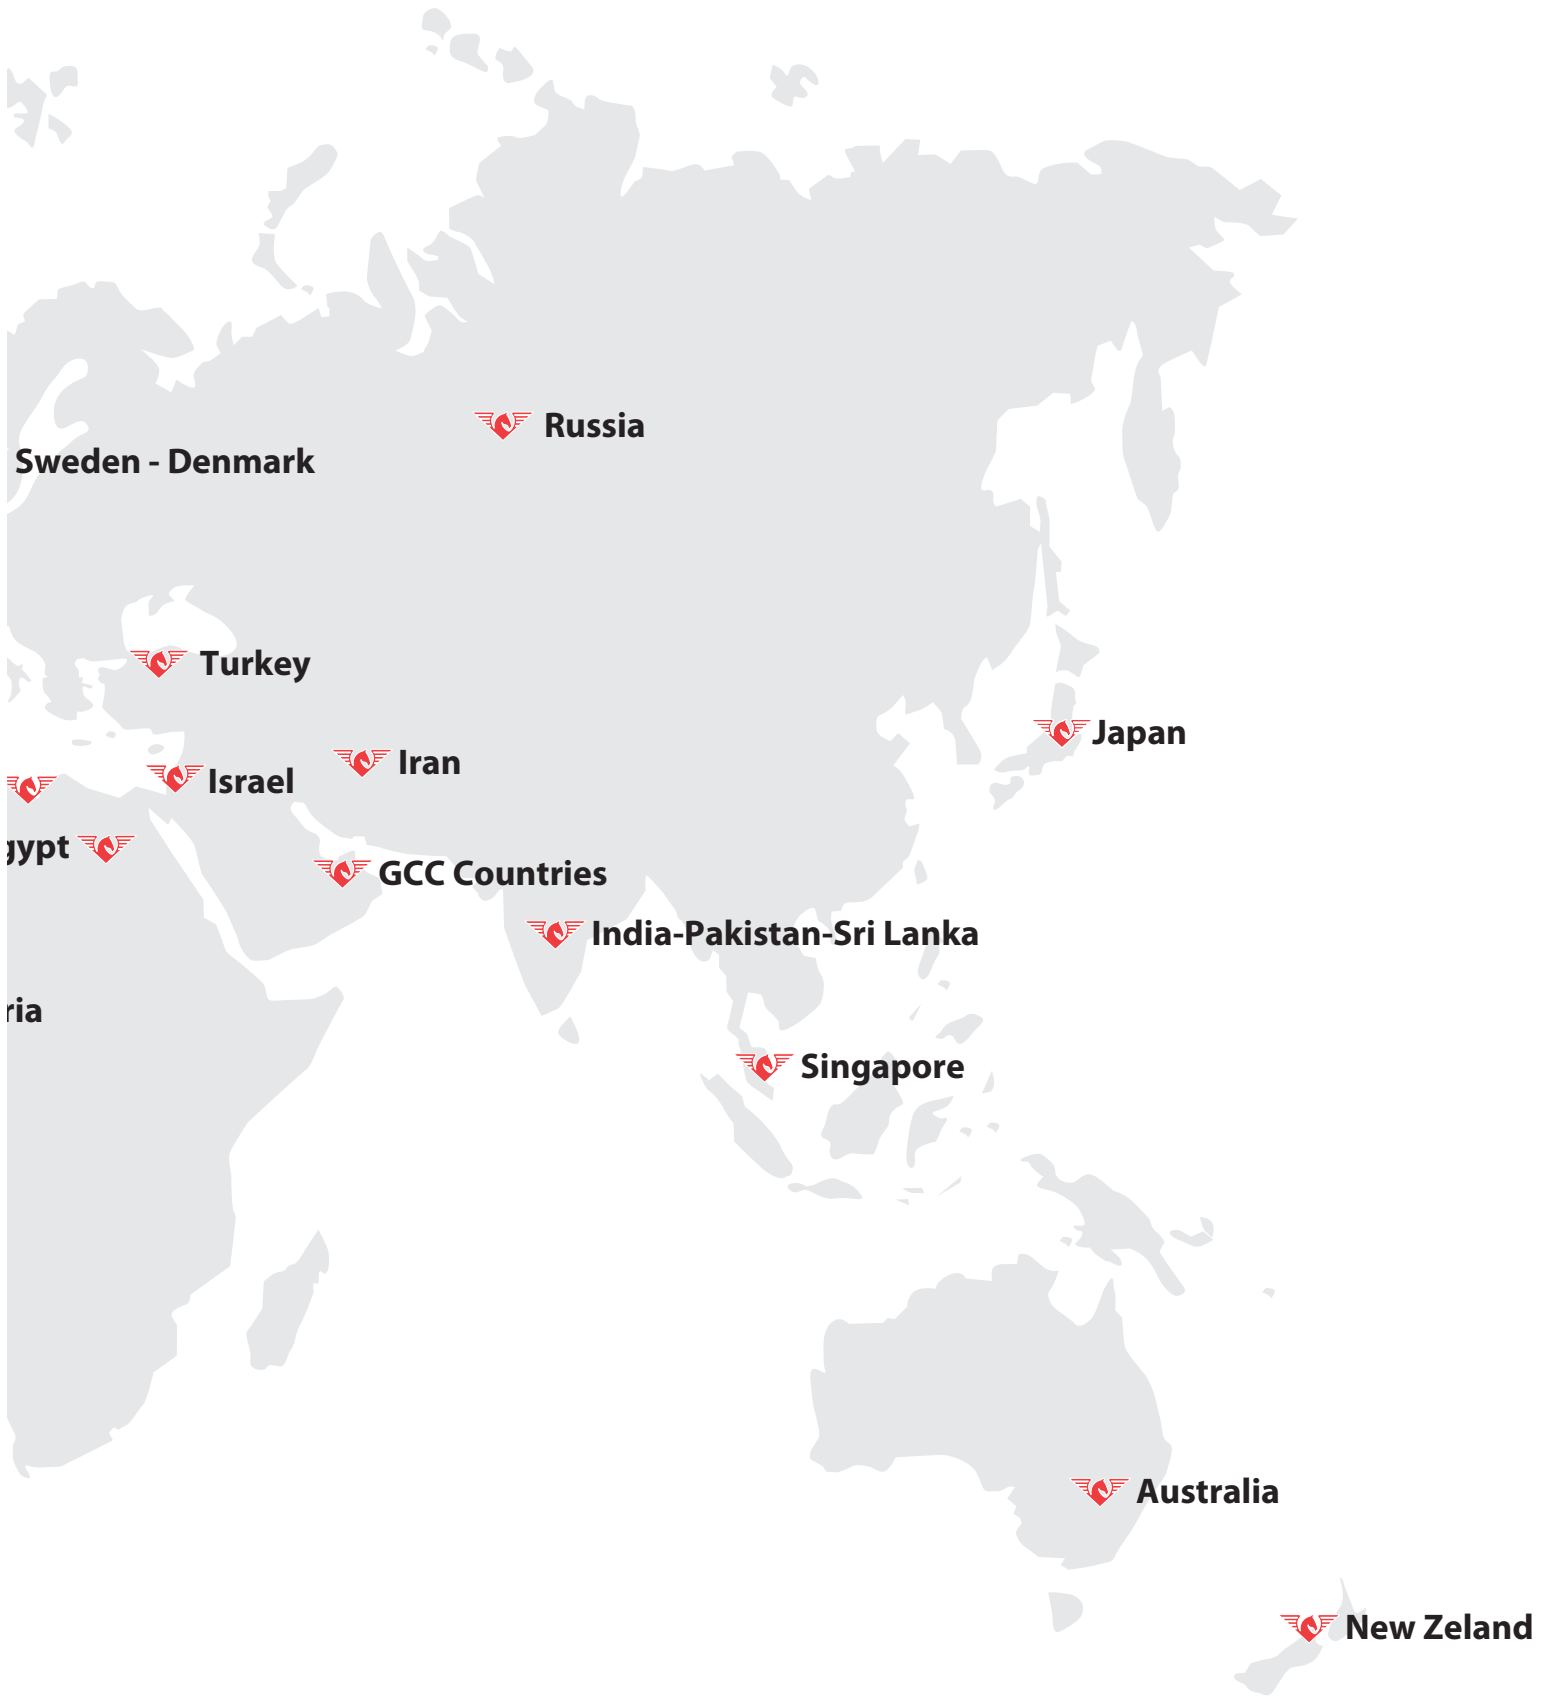 Russia
Sweden - Denmark
Turkey
Japan
Iran
Israel
gypt
GCC Countries
India-Pakistan-Sri Lanka
ria
Singapore
Australia
New Zeland